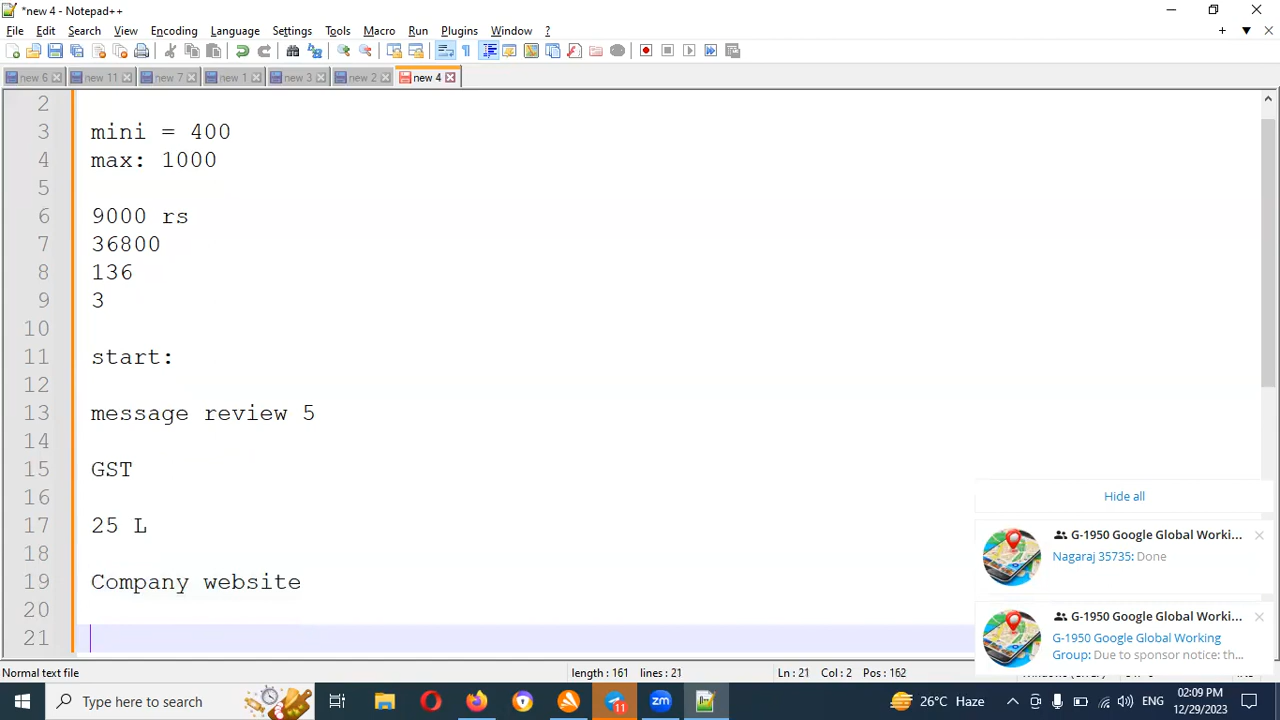 *new 4 - Notepad++
File Edit Search View Encoding Language Settings Tools Macro Run Plugins Window ?
new 6 new 11 new 7 new 1 new 3 new 2 new 4
2
3 mini = 400
4 max: 1000
5
6 9000 rs
7 36800
8 136
9 3
10
11 start:
12
13 message review 5
14
15 GST
16
17 25 L
18
19 Company website
20
21
Hide all
G-1950 Google Global Worki...
Nagaraj 35735: Done
G-1950 Google Global Worki...
G-1950 Google Global Working
Group: Due to sponsor notice: th...
Normal text file length : 161 lines : 21 Ln : 21 Col : 2 Pos : 162
Type here to search 11 zm 26°C Haze ENG 02:09 PM
12/29/2023